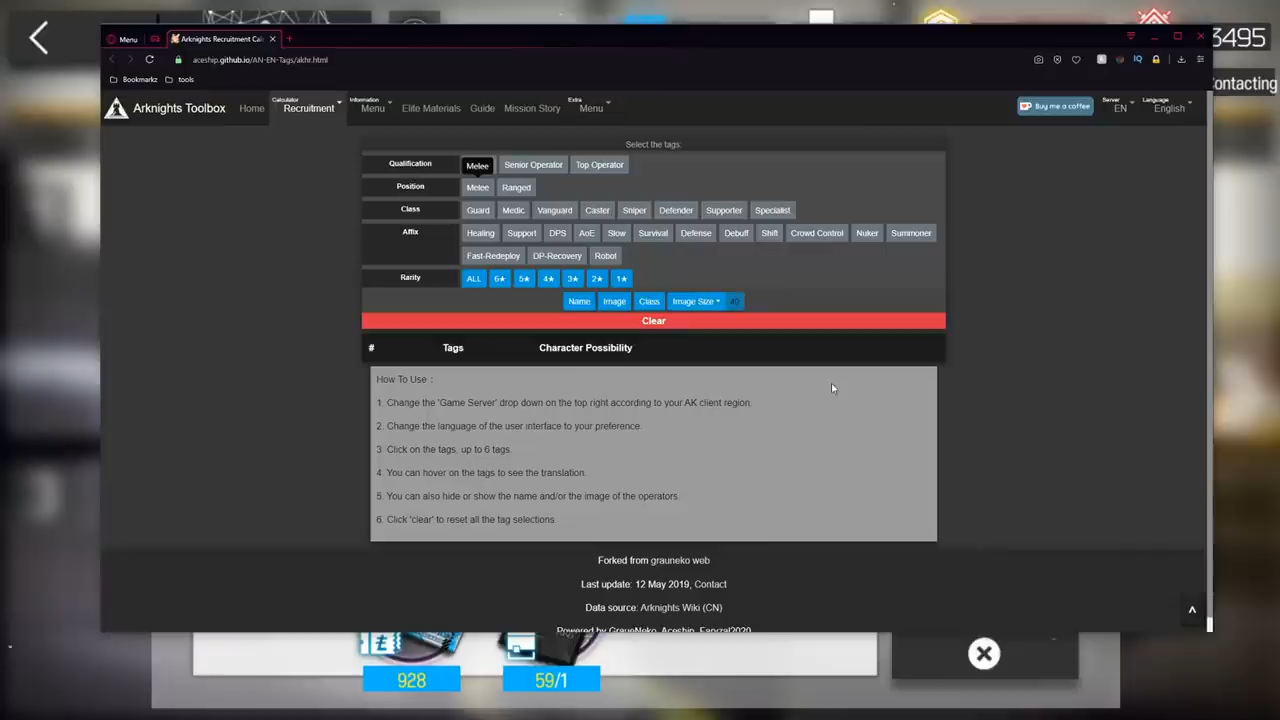 3495
Menu
Arknights Recruitment Calc
aceship.github.io/AN-EN-Tags/akhr.html
Bookmarkz tools
Contacting
Arknights Toolbox Home
Calculator
Recruitment
Information
Menu
Elite Materials Guide Mission Story
Extra
Menu
Buy me a coffee
Server
EN
Language
English
Select the tags:
Qualification Melee Senior Operator Top Operator
Position Melee Ranged
Class Guard Medic Vanguard Caster Sniper Defender Supporter Specialist
Affix Healing Support DPS AoE Slow Survival Defense Debuff Shift Crowd Control Nuker Summoner
Fast-Redeploy DP-Recovery Robot
Rarity ALL 6★ 5★ 4★ 3★ 2★ 1★
Name Image Class Image Size 40
Clear
# Tags Character Possibility
How To Use :
1. Change the 'Game Server' drop down on the top right according to your AK client region.
2. Change the language of the user interface to your preference.
3 Click on the tags, up to 6 tags.
4. You can hover on the tags to see the translation.
5. You can also hide or show the name and/or the image of the operators.
6. Click 'clear' to reset all the tag selections.
Forked from grauneko web
Last update: 12 May 2019, Contact
Data source: Arknights Wiki (CN)
Powered by GrauNeko, Aceship, Faryzal2020
928 59/1